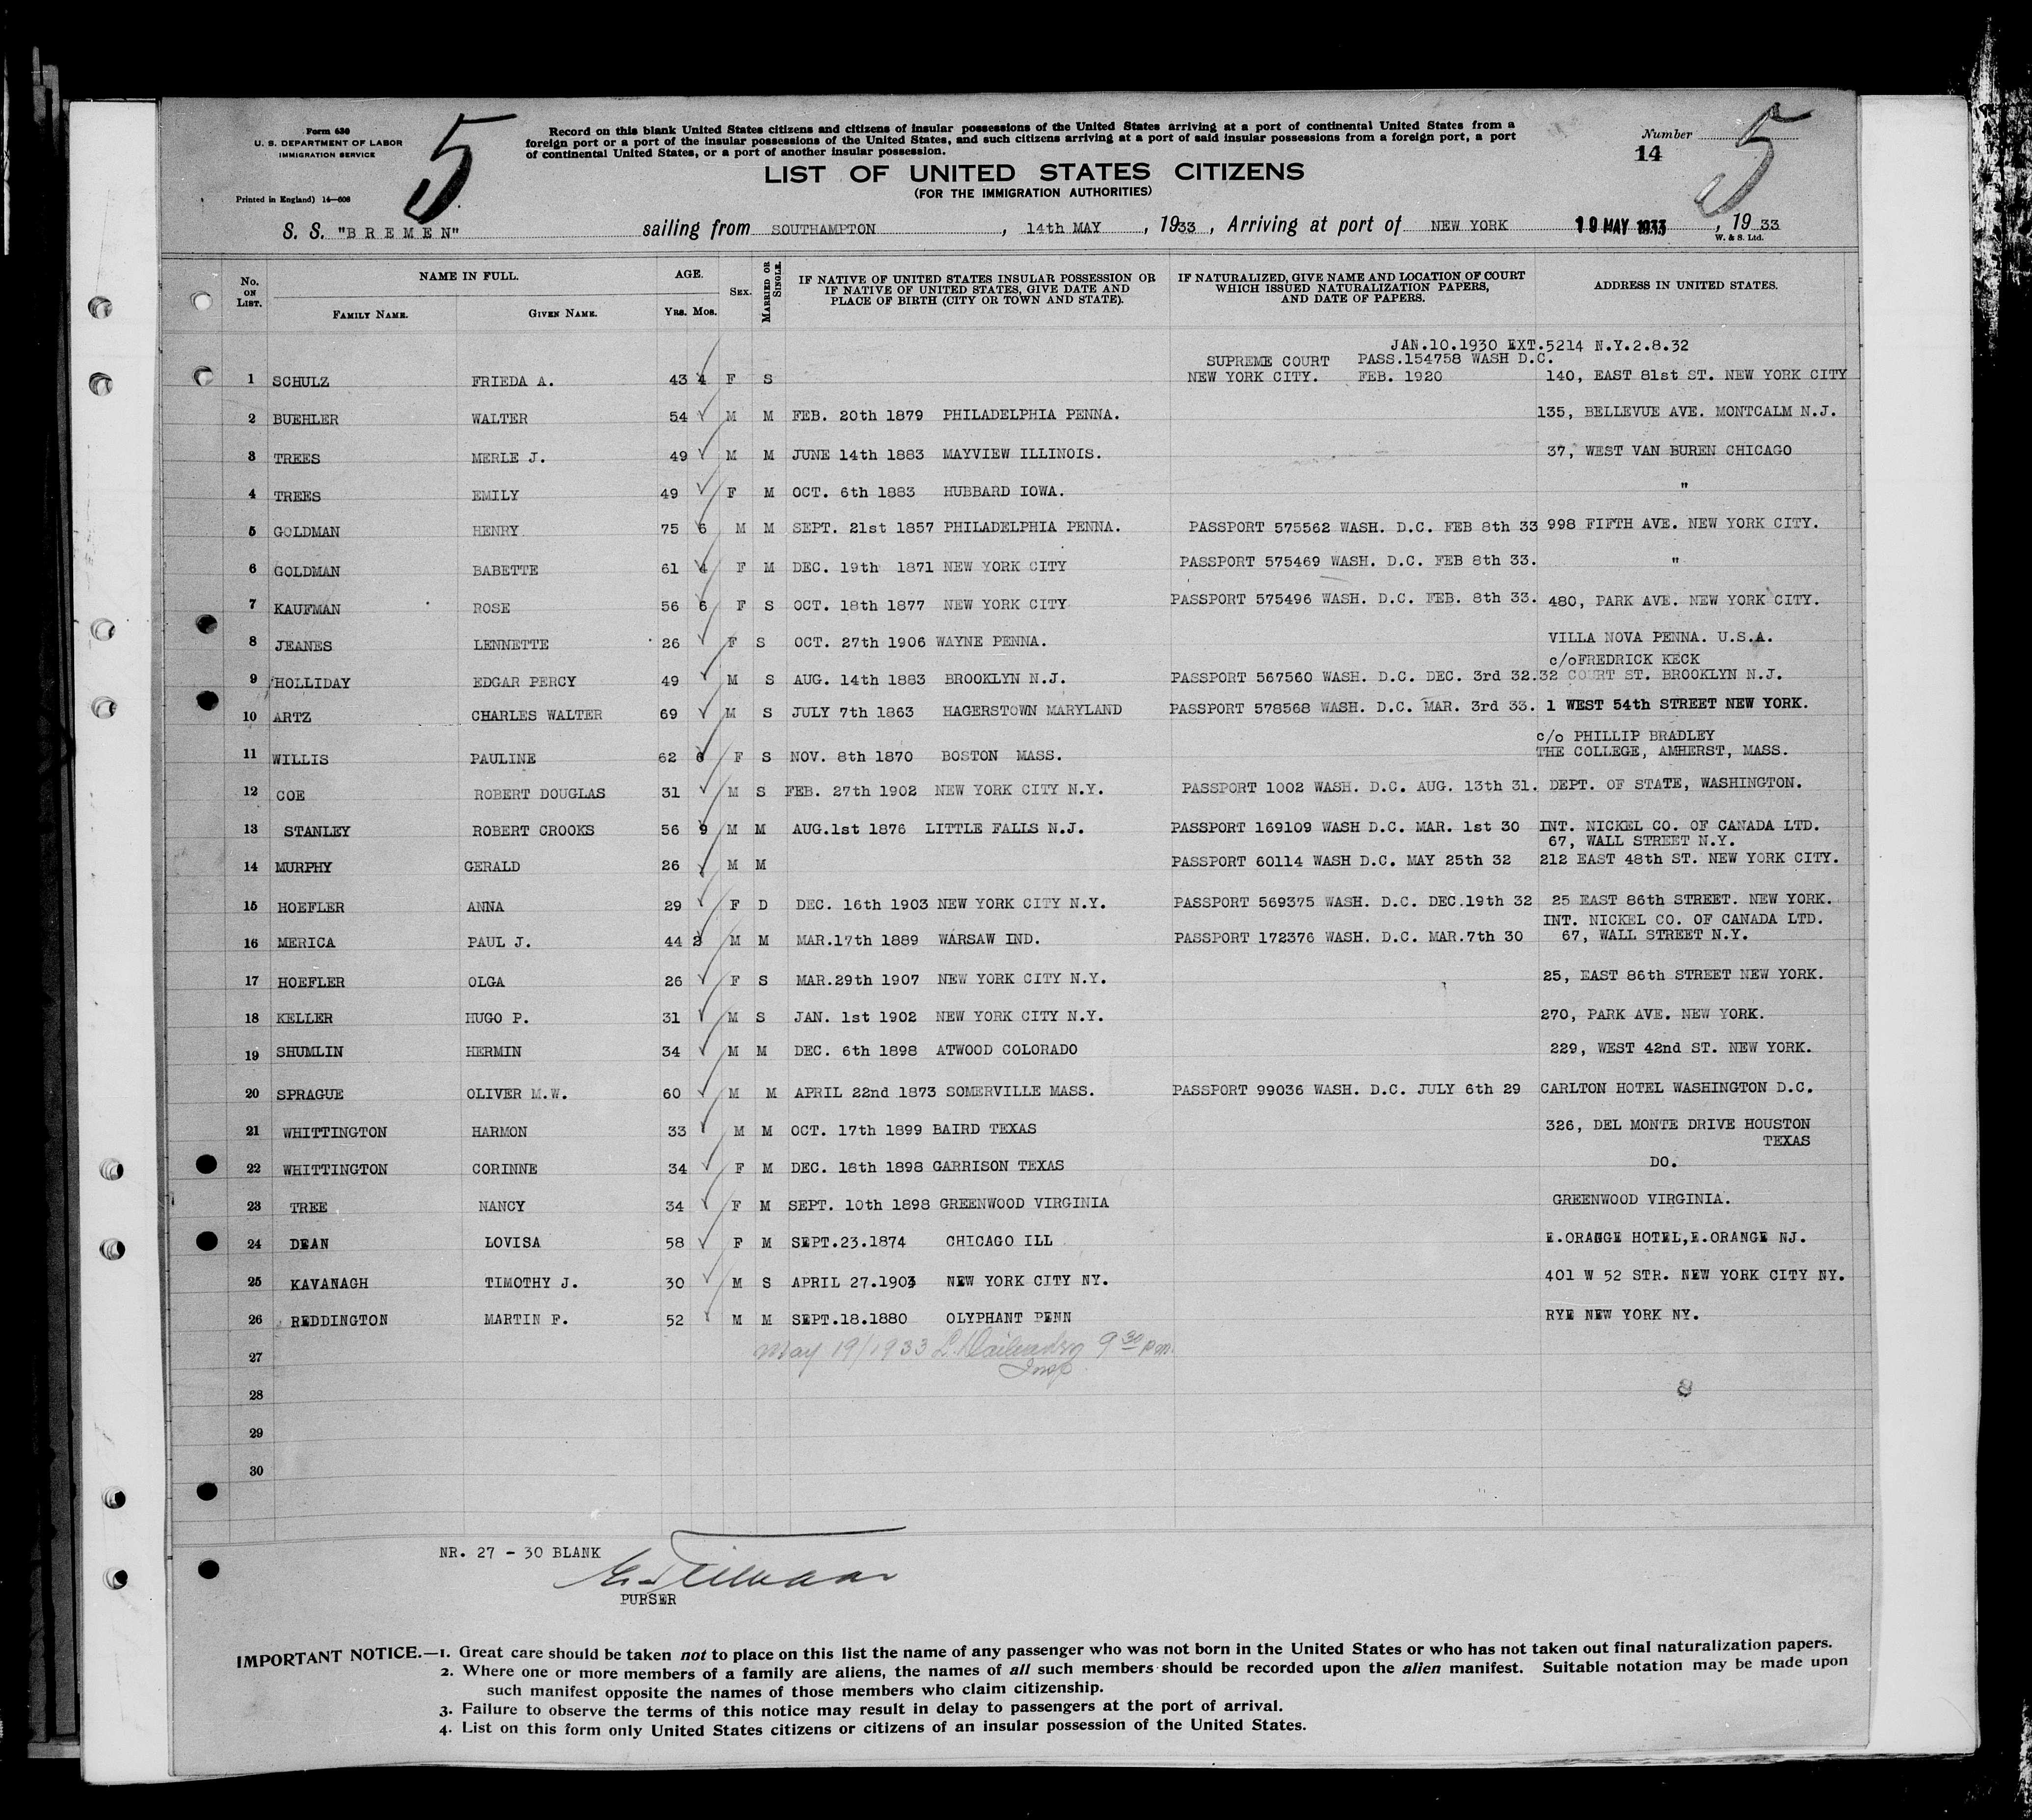 Form 630
U. S. DEPARTMENT OF LABOR
IMMIGRATION SERVICE
Printed in England) 14—608
5
Record on this blank United States citizens and citizens of insular possessions of the United States arriving at a port of continental United States from a
foreign port or a port of the insular possessions of the United States, and such citizens arriving at a port of said insular possessions from a foreign port, a port
of continental United States, or a port of another insular possession.
LIST OF UNITED STATES CITIZENS
(FOR THE IMMIGRATION AUTHORITIES)
Number
14
5
S. S. "BREMEN" sailing from SOUTHAMPTON, 14th MAY, 1933, Arriving at port of NEW YORK 19 MAY 1933, 1933
W. & S. Ltd.
No. ON LIST. NAME IN FULL. FAMILY NAME. GIVEN NAME. AGE. YRS. MOS. SEX. MARRIED OR SINGLE. IF NATIVE OF UNITED STATES INSULAR POSSESSION OR IF NATIVE OF UNITED STATES, GIVE DATE AND PLACE OF BIRTH (CITY OR TOWN AND STATE). IF NATURALIZED, GIVE NAME AND LOCATION OF COURT WHICH ISSUED NATURALIZATION PAPERS, AND DATE OF PAPERS. ADDRESS IN UNITED STATES.
JAN.10.1930 EXT.5214 N.Y.2.8.32
SUPREME COURT PASS.154758 WASH D.C.
1 SCHULZ FRIEDA A. 43 4 F S NEW YORK CITY. FEB. 1920 140, EAST 81st ST. NEW YORK CITY
2 BUEHLER WALTER 54 M M FEB. 20th 1879 PHILADELPHIA PENNA. 135, BELLEVUE AVE. MONTCALM N.J.
3 TREES MERLE J. 49 M M JUNE 14th 1883 MAYVIEW ILLINOIS. 37, WEST VAN BUREN CHICAGO
4 TREES EMILY 49 F M OCT. 6th 1883 HUBBARD IOWA. "
5 GOLDMAN HENRY 75 6 M M SEPT. 21st 1857 PHILADELPHIA PENNA. PASSPORT 575562 WASH. D.C. FEB 8th 33 998 FIFTH AVE. NEW YORK CITY.
6 GOLDMAN BABETTE 61 4 F M DEC. 19th 1871 NEW YORK CITY PASSPORT 575469 WASH. D.C. FEB 8th 33. "
7 KAUFMAN ROSE 56 6 F S OCT. 18th 1877 NEW YORK CITY PASSPORT 575496 WASH. D.C. FEB. 8th 33. 480, PARK AVE. NEW YORK CITY.
8 JEANES LENNETTE 26 F S OCT. 27th 1906 WAYNE PENNA. VILLA NOVA PENNA. U.S.A.
c/oFREDRICK KECK
9 HOLLIDAY EDGAR PERCY 49 M S AUG. 14th 1883 BROOKLYN N.J. PASSPORT 567560 WASH. D.C. DEC. 3rd 32. 32 COURT ST. BROOKLYN N.J.
10 ARTZ CHARLES WALTER 69 M S JULY 7th 1863 HAGERSTOWN MARYLAND PASSPORT 578568 WASH. D.C. MAR. 3rd 33. 1 WEST 54th STREET NEW YORK.
c/o PHILLIP BRADLEY
11 WILLIS PAULINE 62 6 F S NOV. 8th 1870 BOSTON MASS. THE COLLEGE, AMHERST, MASS.
12 COE ROBERT DOUGLAS 31 M S FEB. 27th 1902 NEW YORK CITY N.Y. PASSPORT 1002 WASH. D.C. AUG. 13th 31. DEPT. OF STATE, WASHINGTON.
13 STANLEY ROBERT CROOKS 56 9 M M AUG.1st 1876 LITTLE FALLS N.J. PASSPORT 169109 WASH D.C. MAR. 1st 30 INT. NICKEL CO. OF CANADA LTD.
67, WALL STREET N.Y.
14 MURPHY GERALD 26 M M PASSPORT 60114 WASH D.C. MAY 25th 32 212 EAST 48th ST. NEW YORK CITY.
15 HOEFLER ANNA 29 F D DEC. 16th 1903 NEW YORK CITY N.Y. PASSPORT 569375 WASH. D.C. DEC.19th 32 25 EAST 86th STREET. NEW YORK.
INT. NICKEL CO. OF CANADA LTD.
16 MERICA PAUL J. 44 2 M M MAR.17th 1889 WARSAW IND. PASSPORT 172376 WASH. D.C. MAR.7th 30 67, WALL STREET N.Y.
17 HOEFLER OLGA 26 F S MAR.29th 1907 NEW YORK CITY N.Y. 25, EAST 86th STREET NEW YORK.
18 KELLER HUGO P. 31 M S JAN. 1st 1902 NEW YORK CITY N.Y. 270, PARK AVE. NEW YORK.
19 SHUMLIN HERMIN 34 M M DEC. 6th 1898 ATWOOD COLORADO 229, WEST 42nd ST. NEW YORK.
20 SPRAGUE OLIVER M.W. 60 M M APRIL 22nd 1873 SOMERVILLE MASS. PASSPORT 99036 WASH. D.C. JULY 6th 29 CARLTON HOTEL WASHINGTON D.C.
21 WHITTINGTON HARMON 33 M M OCT. 17th 1899 BAIRD TEXAS 326, DEL MONTE DRIVE HOUSTON
TEXAS
22 WHITTINGTON CORINNE 34 F M DEC. 18th 1898 GARRISON TEXAS DO.
23 TREE NANCY 34 F M SEPT. 10th 1898 GREENWOOD VIRGINIA GREENWOOD VIRGINIA.
24 DEAN LOVISA 58 F M SEPT.23.1874 CHICAGO ILL E.ORANGE HOTEL,E.ORANGE NJ.
25 KAVANAGH TIMOTHY J. 30 M S APRIL 27.1903 NEW YORK CITY NY. 401 W 52 STR. NEW YORK CITY NY.
26 REDDINGTON MARTIN F. 52 M M SEPT.18.1880 OLYPHANT PENN RYE NEW YORK NY.
27 May 19/1933 9 30 pm
Insp
28
29
30
NR. 27 - 30 BLANK
PURSER
IMPORTANT NOTICE.—1. Great care should be taken not to place on this list the name of any passenger who was not born in the United States or who has not taken out final naturalization papers.
2. Where one or more members of a family are aliens, the names of all such members should be recorded upon the alien manifest. Suitable notation may be made upon
such manifest opposite the names of those members who claim citizenship.
3. Failure to observe the terms of this notice may result in delay to passengers at the port of arrival.
4. List on this form only United States citizens or citizens of an insular possession of the United States.